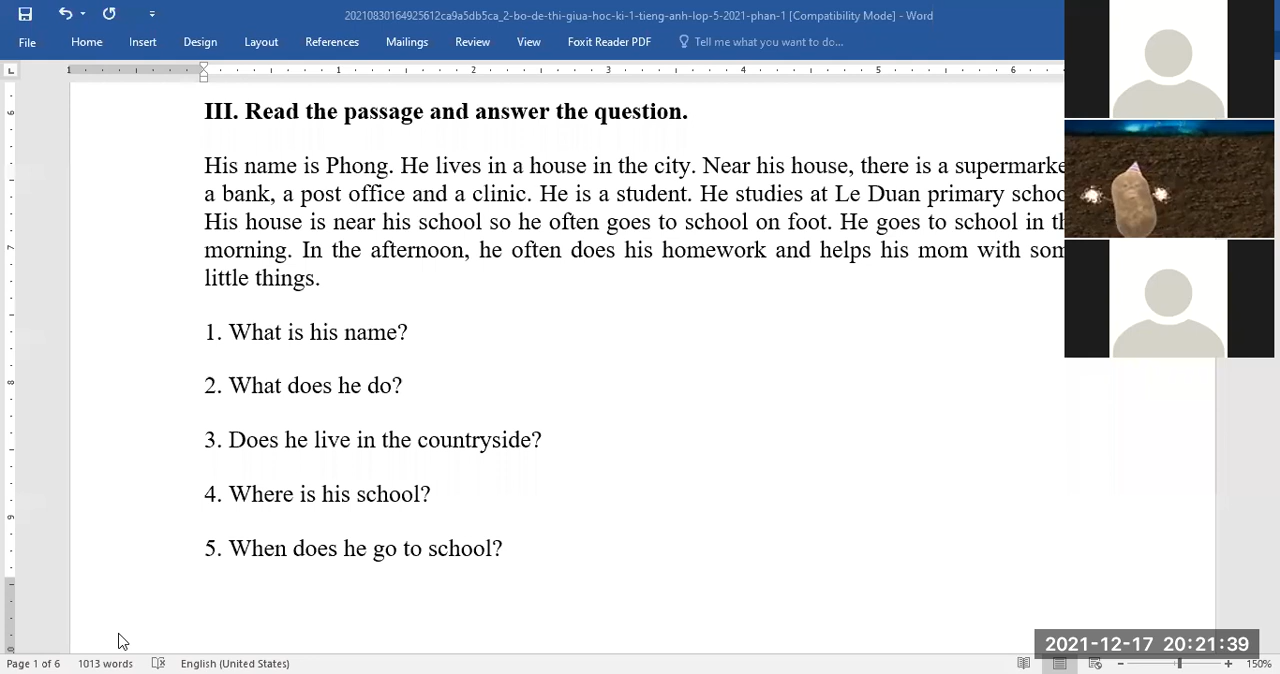 20210830164925612ca9a5db5ca_2-bo-de-thi-giua-hoc-ki-1-tieng-anh-lop-5-2021-phan-1 [Compatibility Mode] - Word
File Home Insert Design Layout References Mailings Review View Foxit Reader PDF Tell me what you want to do...
1 1 2 3 4 5 6
III. Read the passage and answer the question.
His name is Phong. He lives in a house in the city. Near his house, there is a supermarke
a bank, a post office and a clinic. He is a student. He studies at Le Duan primary schoo
His house is near his school so he often goes to school on foot. He goes to school in th
morning. In the afternoon, he often does his homework and helps his mom with som
little things.
1. What is his name?
2. What does he do?
3. Does he live in the countryside?
4. Where is his school?
5. When does he go to school?
2021-12-17 20:21:39
Page 1 of 6 1013 words English (United States) 150%